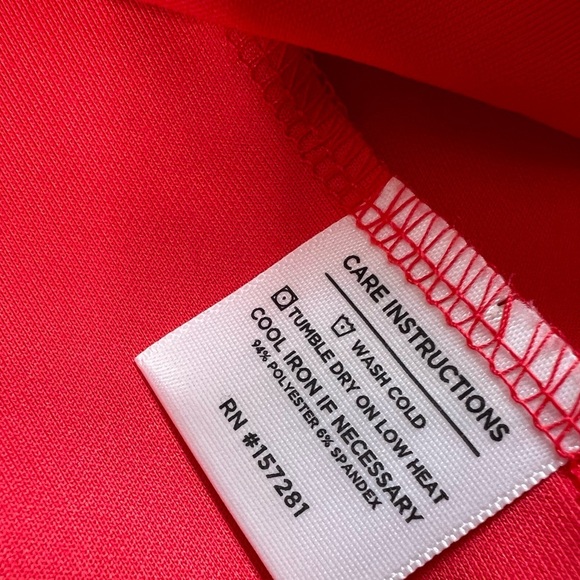 CARE INSTRUCTIONS
WASH COLD
TUMBLE DRY ON LOW HEAT
COOL IRON IF NECESSARY
94% POLYESTER 6% SPANDEX
RN #157281